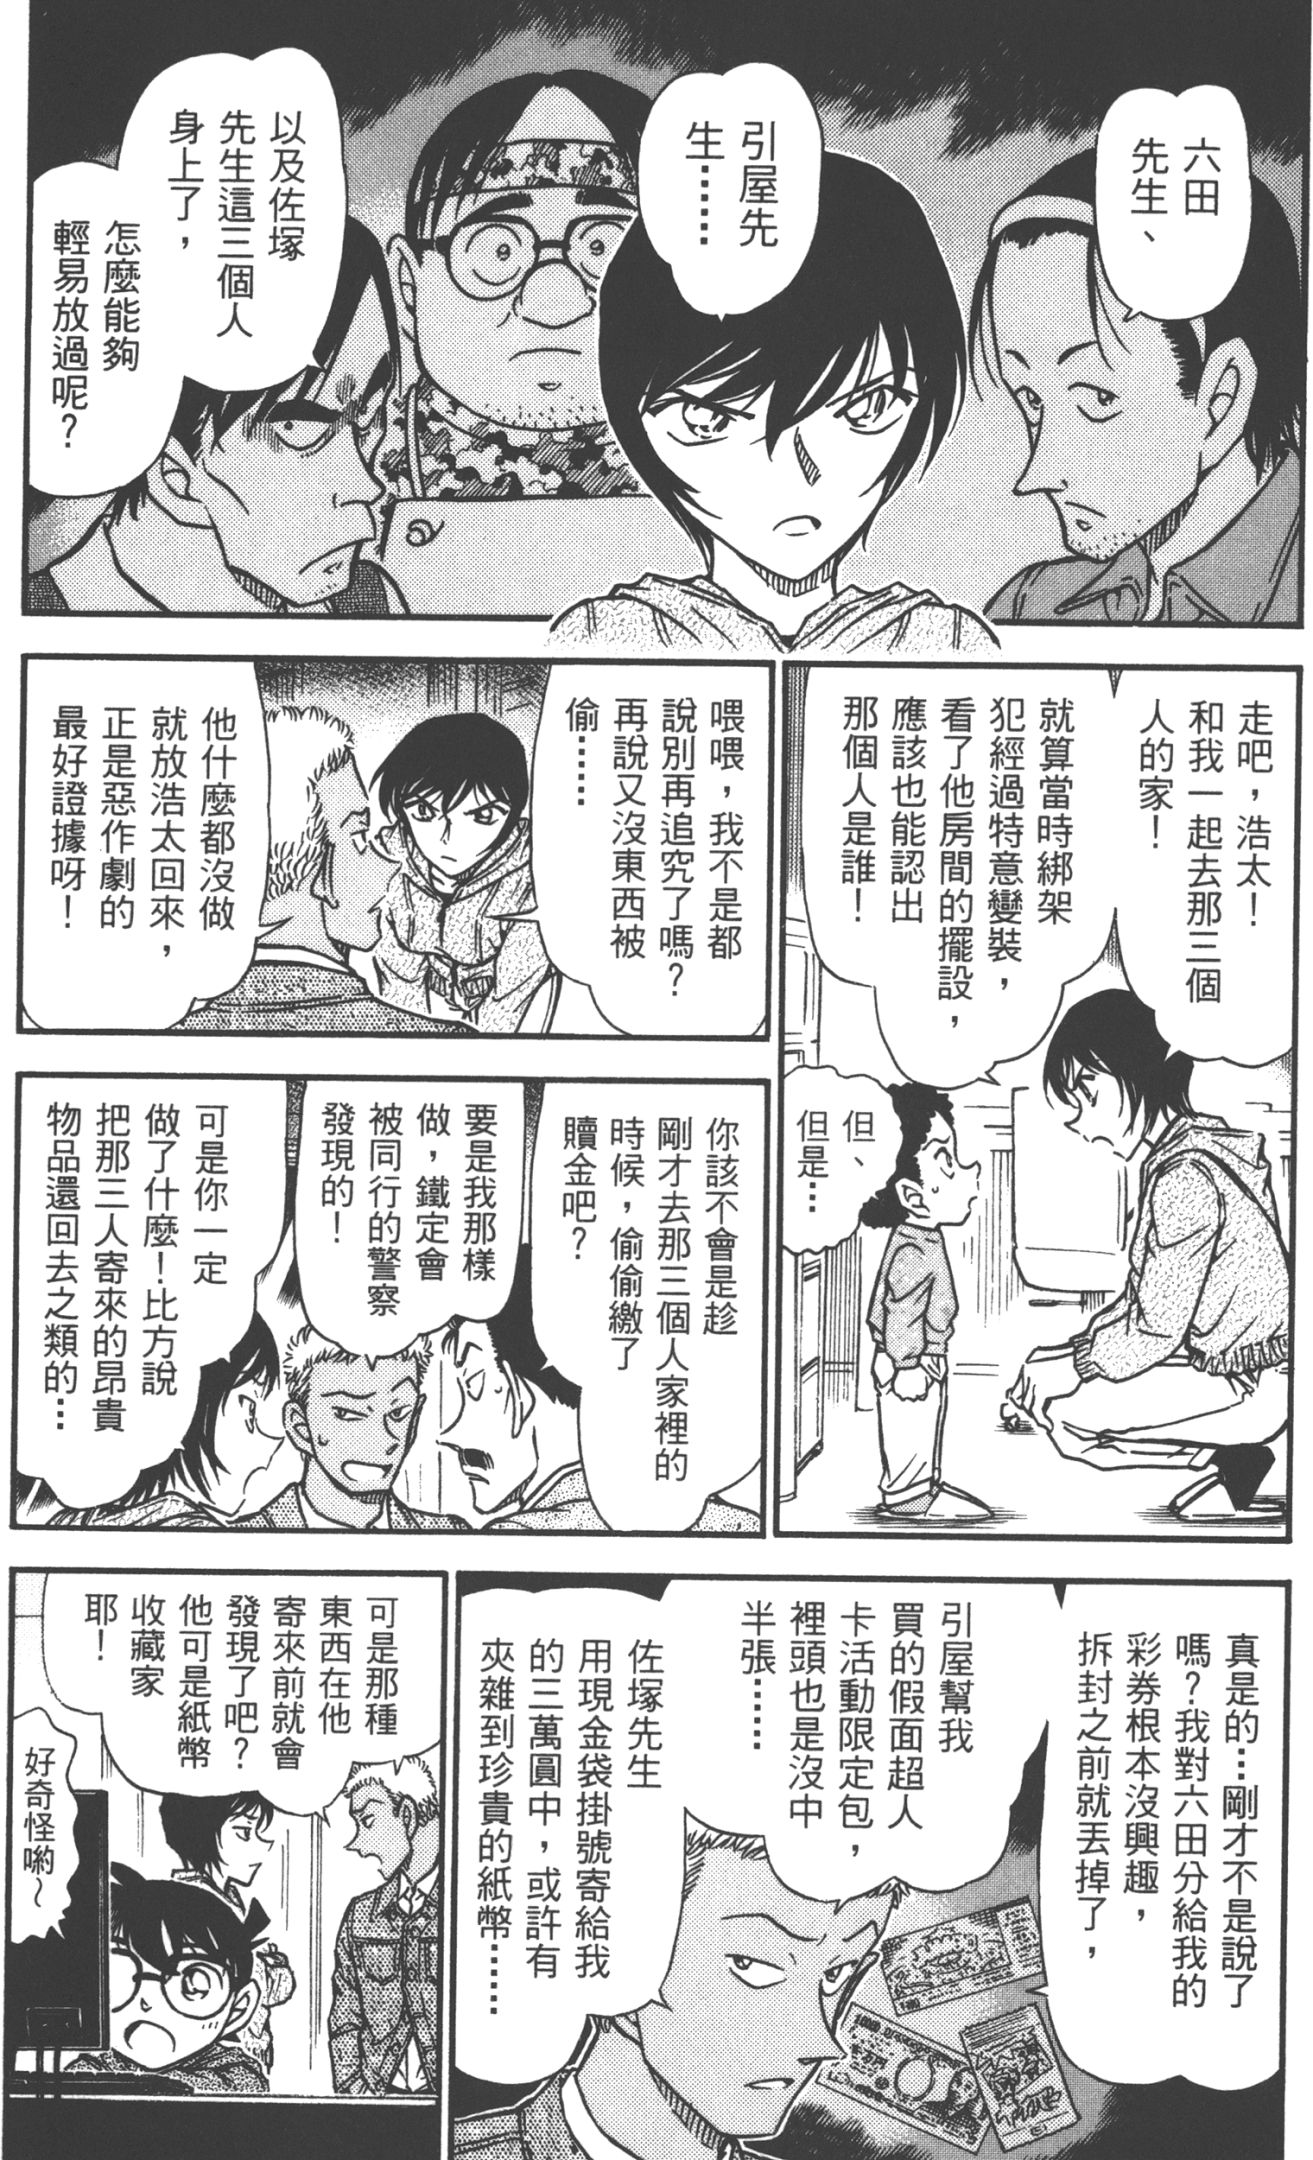 六田
先生、
引屋先
生……
以及佐塚
先生這三個人
身上了，
怎麼能夠
輕易放過呢？
走吧，浩太！
和我一起去那三個
人的家！
就算當時綁架
犯經過特意變裝，
看了他房間的擺設，
應該也能認出
那個人是誰！
但、
但是…
喂喂，我不是都
說別再追究了嗎？
再說又沒東西被
偷……
他什麼都沒做
就放浩太回來，
正是惡作劇的
最好證據呀！
你該不會是趁
剛才去那三個人家裡的
時候，偷偷繳了
贖金吧？
要是我那樣
做，鐵定會
被同行的警察
發現的！
可是你一定
做了什麼！比方說
把那三人寄來的昂貴
物品還回去之類的…
真是的…剛才不是說了
嗎？我對六田分給我的
彩券根本沒興趣，
拆封之前就丟掉了，
引屋幫我
買的假面超人
卡活動限定包，
裡頭也是沒中
半張……
佐塚先生
用現金袋掛號寄給我
的三萬圓中，或許有
夾雜到珍貴的紙幣……
可是那種
東西在他
寄來前就會
發現了吧？
他可是紙幣
收藏家
耶！
好奇怪喲～